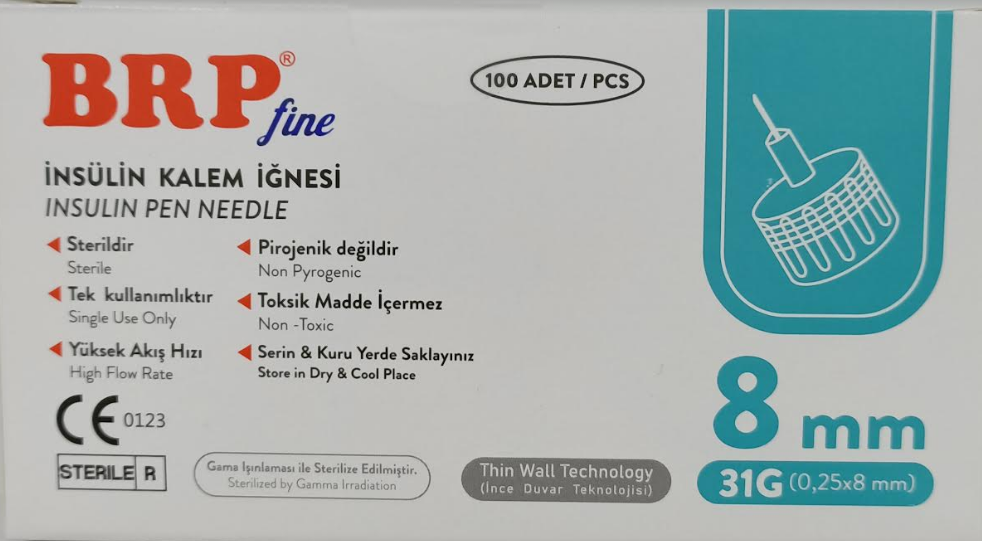 BRP® fine
100 ADET / PCS
İNSÜLİN KALEM İĞNESİ
INSULIN PEN NEEDLE
Sterildir
Sterile
Tek kullanımlıktır
Single Use Only
Yüksek Akış Hızı
High Flow Rate
Pirojenik değildir
Non Pyrogenic
Toksik Madde İçermez
Non -Toxic
Serin & Kuru Yerde Saklayınız
Store in Dry & Cool Place
CE 0123
STERILE R
Gama Işınlaması ile Sterilize Edilmiştir.
Sterilized by Gamma Irradiation
Thin Wall Technology
(İnce Duvar Teknolojisi)
8 mm
31G (0,25x8 mm)